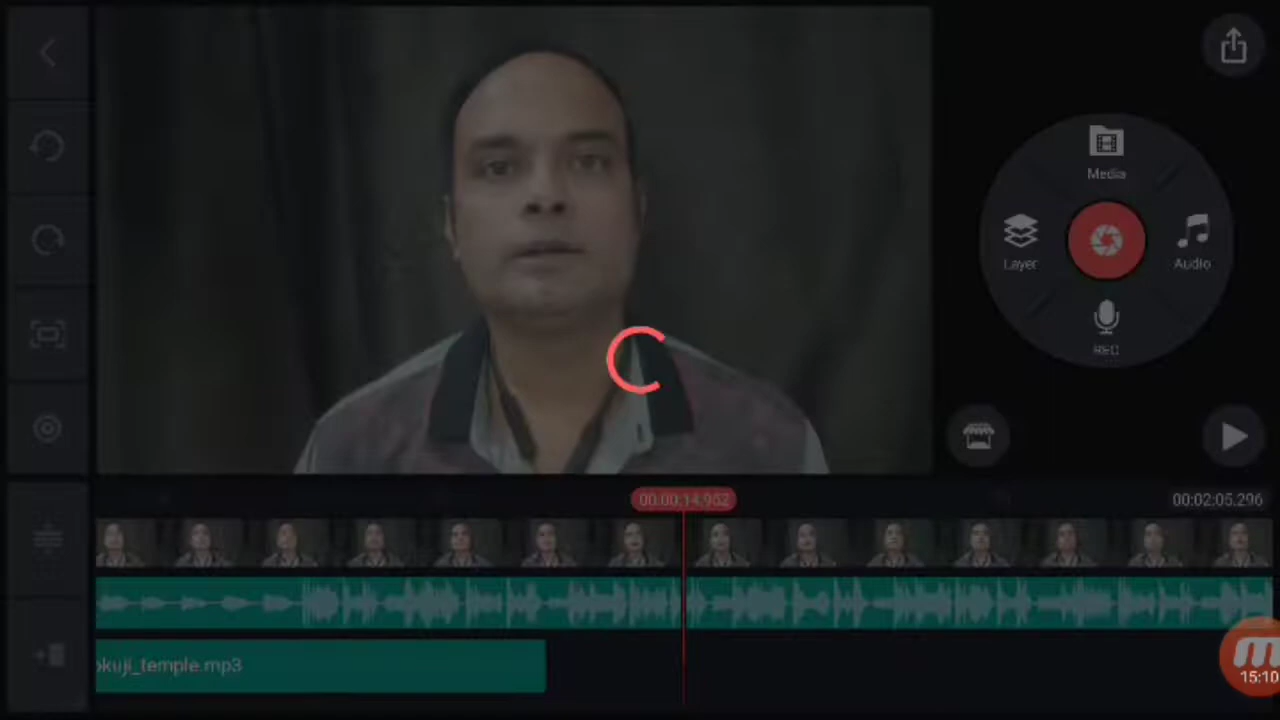 Media
Layer
Audio
REC
00:00:14.952
00:02:05.296
okuji_temple.mp3
15:10